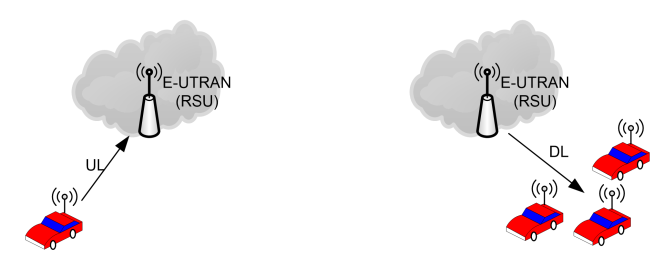 E-UTRAN
(RSU)
UL
E-UTRAN
(RSU)
DL